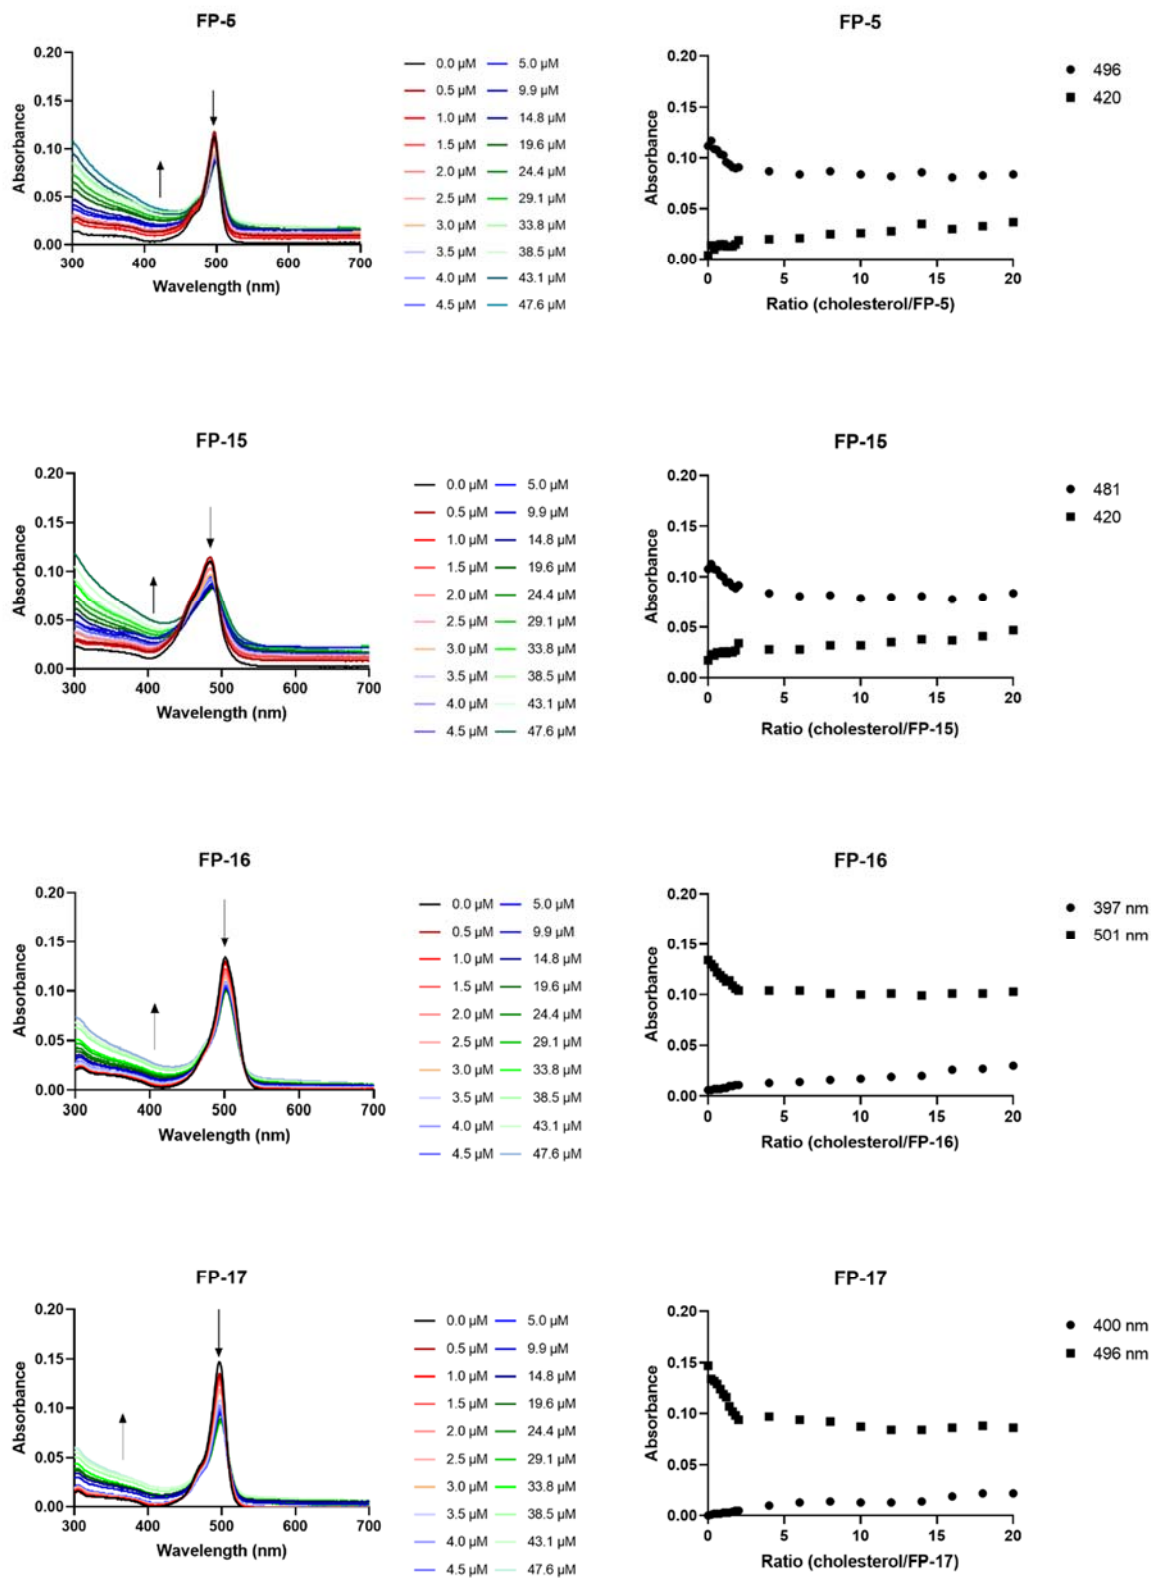 FP-5
0.20
0.15
0.10
0.05
0.00
Absorbance
300 400 500 600 700
Wavelength (nm)
0.0 µM 5.0 µM
0.5 µM 9.9 µM
1.0 µM 14.8 µM
1.5 µM 19.6 µM
2.0 µM 24.4 µM
2.5 µM 29.1 µM
3.0 µM 33.8 µM
3.5 µM 38.5 µM
4.0 µM 43.1 µM
4.5 µM 47.6 µM
FP-5
0.20
0.15
0.10
0.05
0.00
Absorbance
0 5 10 15 20
Ratio (cholesterol/FP-5)
496
420
FP-15
0.20
0.15
0.10
0.05
0.00
Absorbance
300 400 500 600 700
Wavelength (nm)
0.0 µM 5.0 µM
0.5 µM 9.9 µM
1.0 µM 14.8 µM
1.5 µM 19.6 µM
2.0 µM 24.4 µM
2.5 µM 29.1 µM
3.0 µM 33.8 µM
3.5 µM 38.5 µM
4.0 µM 43.1 µM
4.5 µM 47.6 µM
FP-15
0.20
0.15
0.10
0.05
0.00
Absorbance
0 5 10 15 20
Ratio (cholesterol/FP-15)
481
420
FP-16
0.20
0.15
0.10
0.05
0.00
Absorbance
300 400 500 600 700
Wavelength (nm)
0.0 µM 5.0 µM
0.5 µM 9.9 µM
1.0 µM 14.8 µM
1.5 µM 19.6 µM
2.0 µM 24.4 µM
2.5 µM 29.1 µM
3.0 µM 33.8 µM
3.5 µM 38.5 µM
4.0 µM 43.1 µM
4.5 µM 47.6 µM
FP-16
0.20
0.15
0.10
0.05
0.00
Absorbance
0 5 10 15 20
Ratio (cholesterol/FP-16)
397 nm
501 nm
FP-17
0.20
0.15
0.10
0.05
0.00
Absorbance
300 400 500 600 700
Wavelength (nm)
0.0 µM 5.0 µM
0.5 µM 9.9 µM
1.0 µM 14.8 µM
1.5 µM 19.6 µM
2.0 µM 24.4 µM
2.5 µM 29.1 µM
3.0 µM 33.8 µM
3.5 µM 38.5 µM
4.0 µM 43.1 µM
4.5 µM 47.6 µM
FP-17
0.20
0.15
0.10
0.05
0.00
Absorbance
0 5 10 15 20
Ratio (cholesterol/FP-17)
400 nm
496 nm